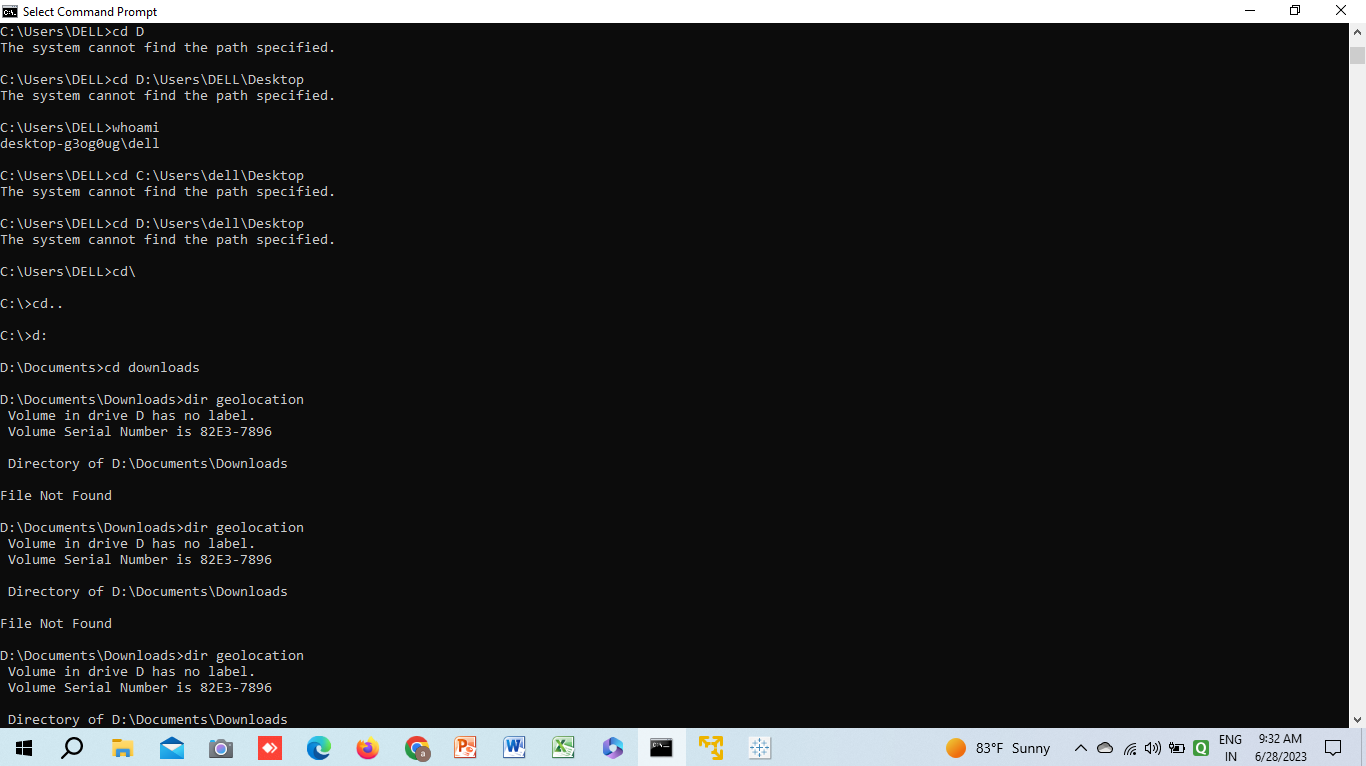 Select Command Prompt
C:\Users\DELL>cd D
The system cannot find the path specified.
C:\Users\DELL>cd D:\Users\DELL\Desktop
The system cannot find the path specified.
C:\Users\DELL>whoami
desktop-g3og0ug\dell
C:\Users\DELL>cd C:\Users\dell\Desktop
The system cannot find the path specified.
C:\Users\DELL>cd D:\Users\dell\Desktop
The system cannot find the path specified.
C:\Users\DELL>cd\
C:\>cd..
C:\>d:
D:\Documents>cd downloads
D:\Documents\Downloads>dir geolocation
Volume in drive D has no label.
Volume Serial Number is 82E3-7896
Directory of D:\Documents\Downloads
File Not Found
D:\Documents\Downloads>dir geolocation
Volume in drive D has no label.
Volume Serial Number is 82E3-7896
Directory of D:\Documents\Downloads
File Not Found
D:\Documents\Downloads>dir geolocation
Volume in drive D has no label.
Volume Serial Number is 82E3-7896
Directory of D:\Documents\Downloads
83°F Sunny
ENG
IN
9:32 AM
6/28/2023